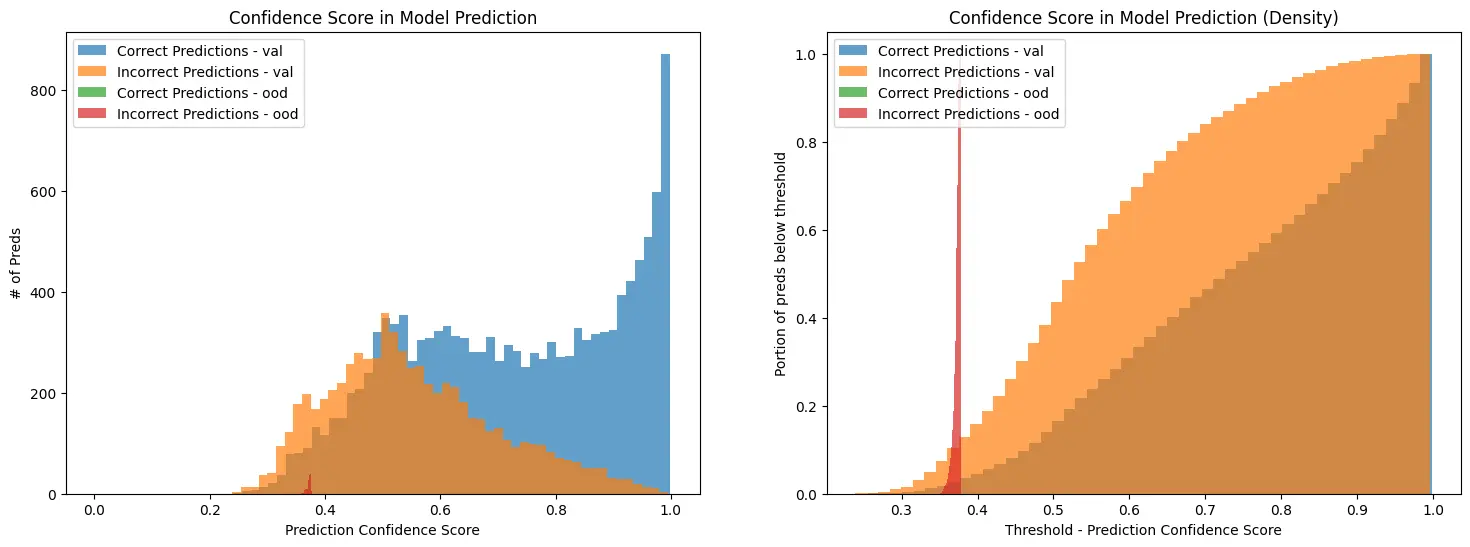 Confidence Score in Model Prediction
Correct Predictions - val
Incorrect Predictions - val
Correct Predictions - ood
Incorrect Predictions - ood
# of Preds
800
600
400
200
0
0.0 0.2 0.4 0.6 0.8 1.0
Prediction Confidence Score
Confidence Score in Model Prediction (Density)
Correct Predictions - val
Incorrect Predictions - val
Correct Predictions - ood
Incorrect Predictions - ood
Portion of preds below threshold
1.0
0.8
0.6
0.4
0.2
0.0
0.3 0.4 0.5 0.6 0.7 0.8 0.9 1.0
Threshold - Prediction Confidence Score